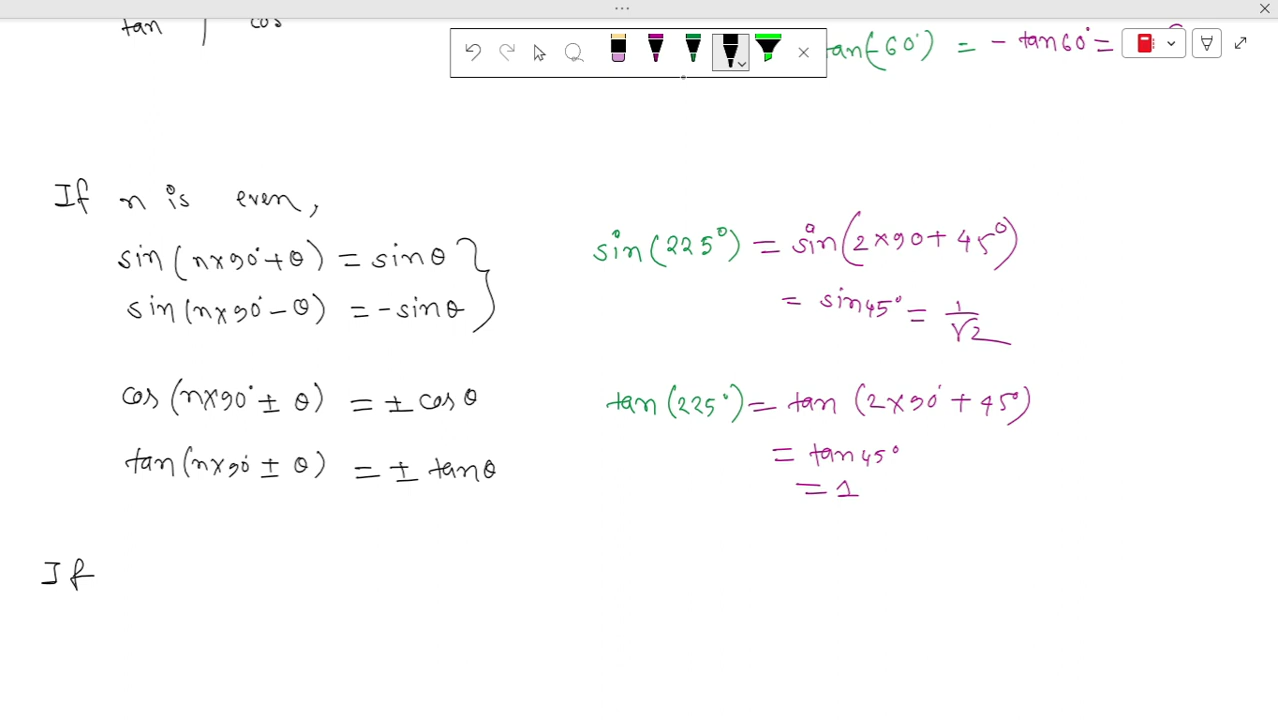 tan | cos
tan(-60°) = - tan60° =
If n is even,
sin(n×90°+θ) = sinθ
sin(n×90°-θ) = -sinθ
sin(225°) = sin(2×90+45°)
= sin45° = 1/√2
cos(n×90°±θ) = ± cosθ
tan(n×90°±θ) = ± tanθ
tan(225°) = tan(2×90°+45°)
= tan45°
= 1
If